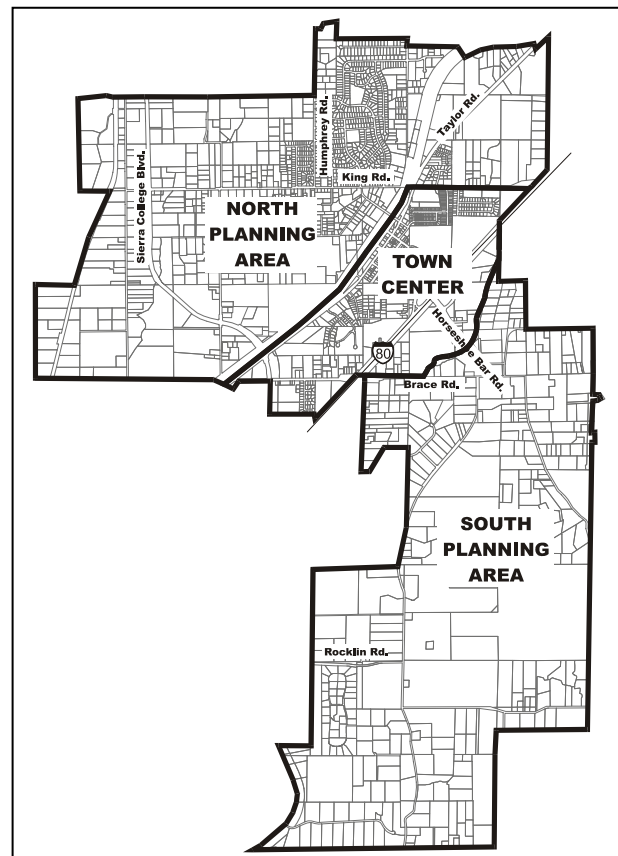 Taylor Rd.
Humphrey Rd.
King Rd.
Sierra College Blvd.
NORTH
PLANNING
AREA
TOWN
CENTER
80
Horseshoe Bar Rd.
Brace Rd.
SOUTH
PLANNING
AREA
Rocklin Rd.